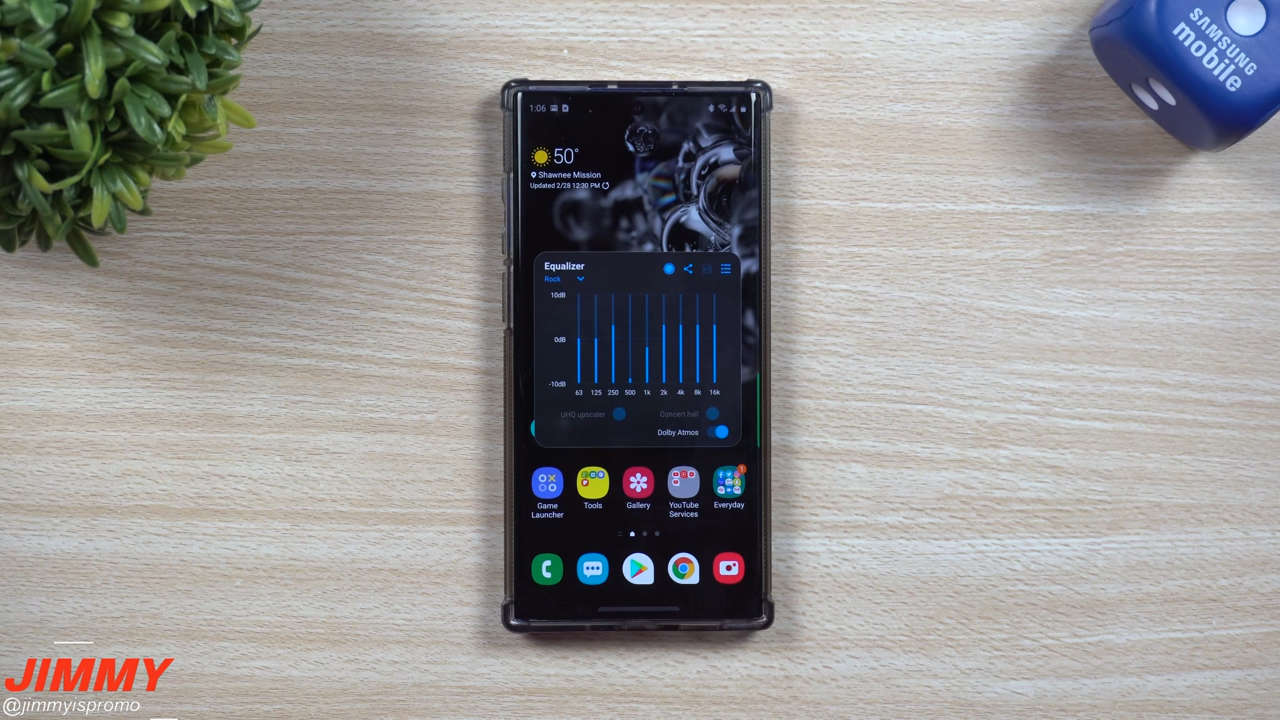 SAMSUNG
mobile
1:06
50°
Shawnee Mission
Updated 2/28 12:30 PM
Equalizer
Rock
10dB
0dB
-10dB
63 125 250 500 1k 2k 4k 8k 16k
UHQ upscaler Concert hall
Dolby Atmos
1
Game
Launcher
Tools
Gallery
YouTube
Services
Everyday
JIMMY
@jimmyispromo